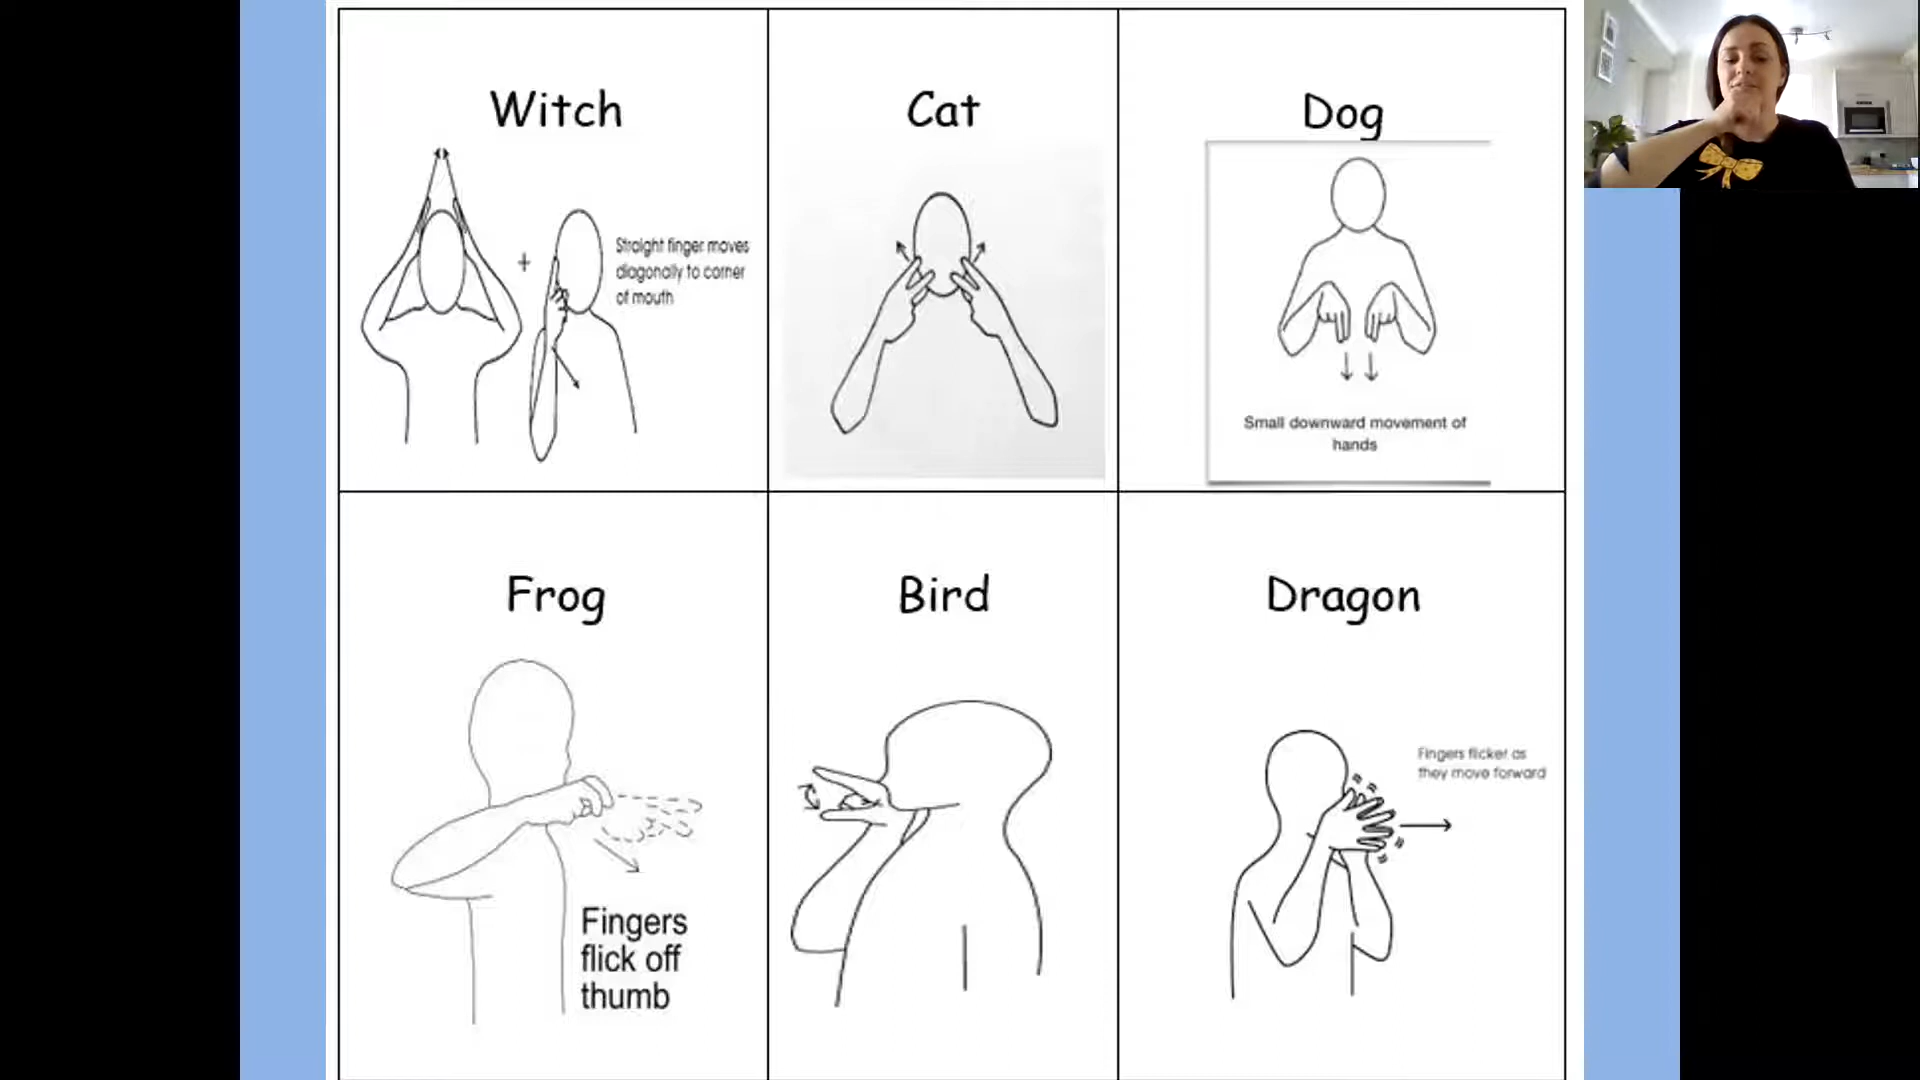 Witch
Straight finger moves
diagonally to corner
of mouth
Cat
Dog
Small downward movement of
hands
Frog
Fingers
flick off
thumb
Bird
Dragon
Fingers flicker as
they move forward